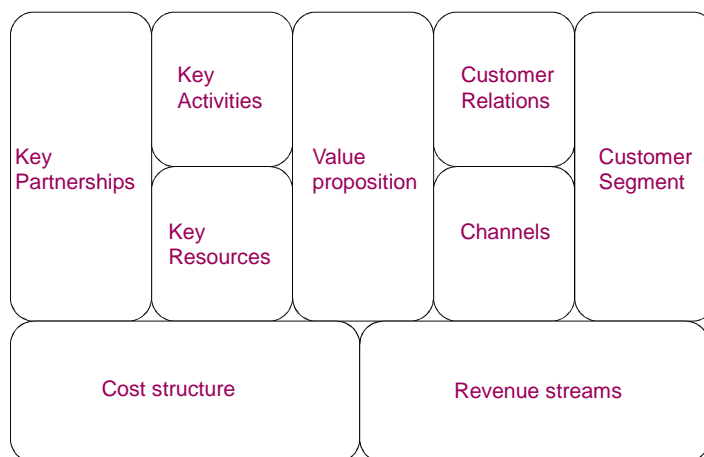 Key
Partnerships
Key
Activities
Key
Resources
Value
proposition
Customer
Relations
Channels
Customer
Segment
Cost structure
Revenue streams